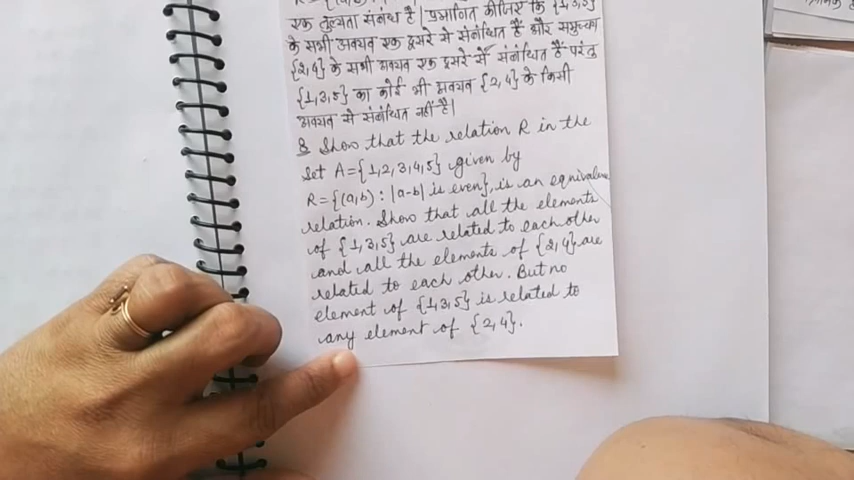 एक तुल्यता संबंध है। प्रमाणित कीजिए कि {1,3,5}
के सभी अवयव एक दूसरे से संबंधित हैं और समुच्चय
{2,4} के सभी अवयव एक दूसरे से संबंधित हैं परंतु
{1,3,5} का कोई भी अवयव {2,4} के किसी
अवयव से संबंधित नहीं है।
Q Show that the relation R in the
set A={1,2,3,4,5} given by
R={(a,b) : |a-b| is even}, is an equivalence
relation. Show that all the elements
of {1,3,5} are related to each other
and all the elements of {2,4} are
related to each other. But no
element of {1,3,5} is related to
any element of {2,4}.